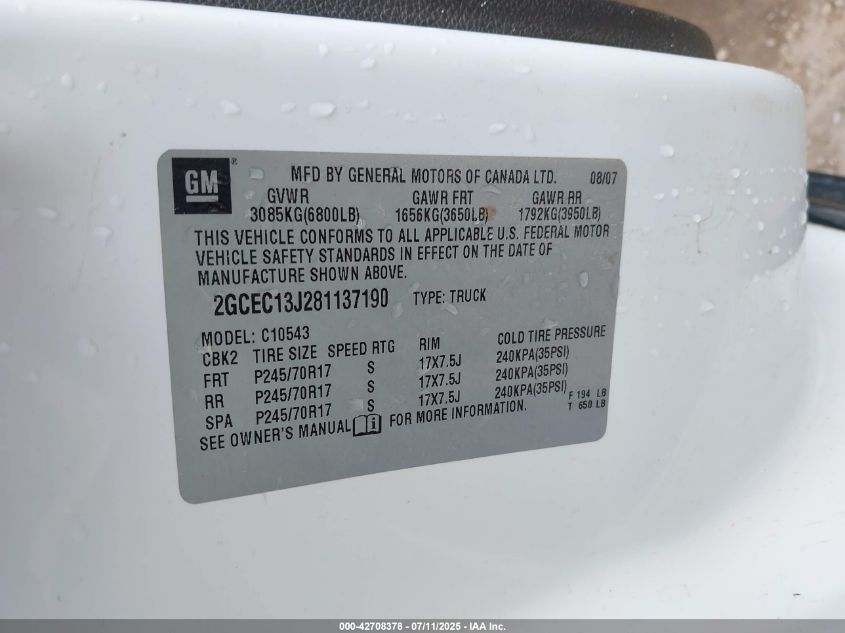 GM ®
MFD BY GENERAL MOTORS OF CANADA LTD. 08/07
GVWR GAWR FRT GAWR RR
3085KG(6800LB) 1656KG(3650LB) 1792KG(3950LB)
THIS VEHICLE CONFORMS TO ALL APPLICABLE U.S. FEDERAL MOTOR
VEHICLE SAFETY STANDARDS IN EFFECT ON THE DATE OF
MANUFACTURE SHOWN ABOVE.
2GCEC13J281137190 TYPE: TRUCK
MODEL: C10543
CBK2 TIRE SIZE SPEED RTG RIM COLD TIRE PRESSURE
FRT P245/70R17 S 17X7.5J 240KPA(35PSI)
RR P245/70R17 S 17X7.5J 240KPA(35PSI)
SPA P245/70R17 S 17X7.5J 240KPA(35PSI)
F 194 LB
T 650 LB
SEE OWNER'S MANUAL i FOR MORE INFORMATION.
000-42708378 - 07/11/2025 - IAA Inc.